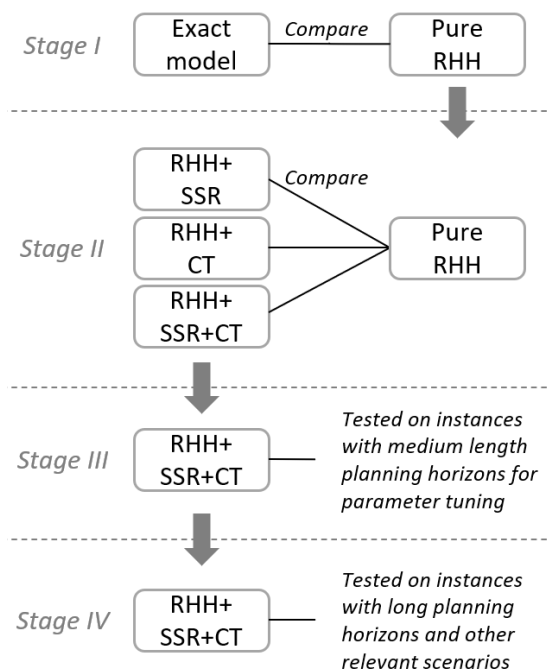 Stage I
Exact
model
Compare
Pure
RHH
Stage II
RHH+
SSR
Compare
RHH+
CT
RHH+
SSR+CT
Pure
RHH
Stage III
RHH+
SSR+CT
Tested on instances
with medium length
planning horizons for
parameter tuning
Stage IV
RHH+
SSR+CT
Tested on instances
with long planning
horizons and other
relevant scenarios